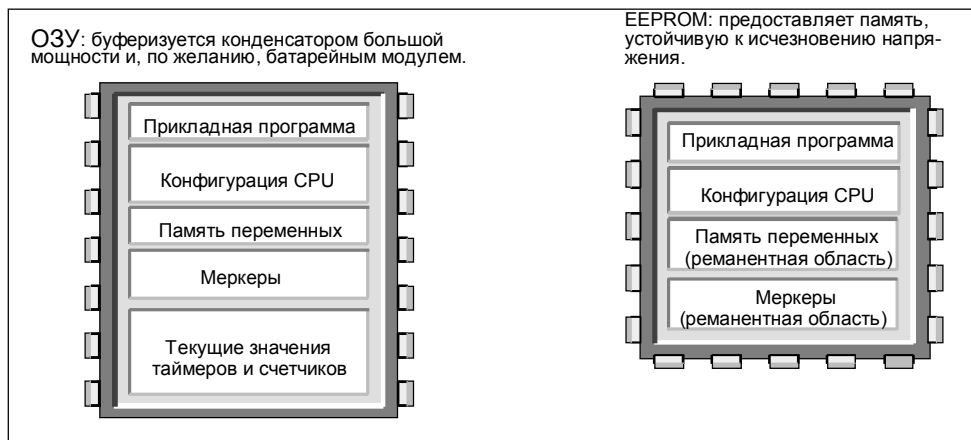 ОЗУ: буферизуется конденсатором большой
мощности и, по желанию, батарейным модулем.
Прикладная программа
Конфигурация CPU
Память переменных
Меркеры
Текущие значения
таймеров и счетчиков
EEPROM: предоставляет память,
устойчивую к исчезновению напря-
жения.
Прикладная программа
Конфигурация CPU
Память переменных
(реманентная область)
Меркеры
(реманентная область)